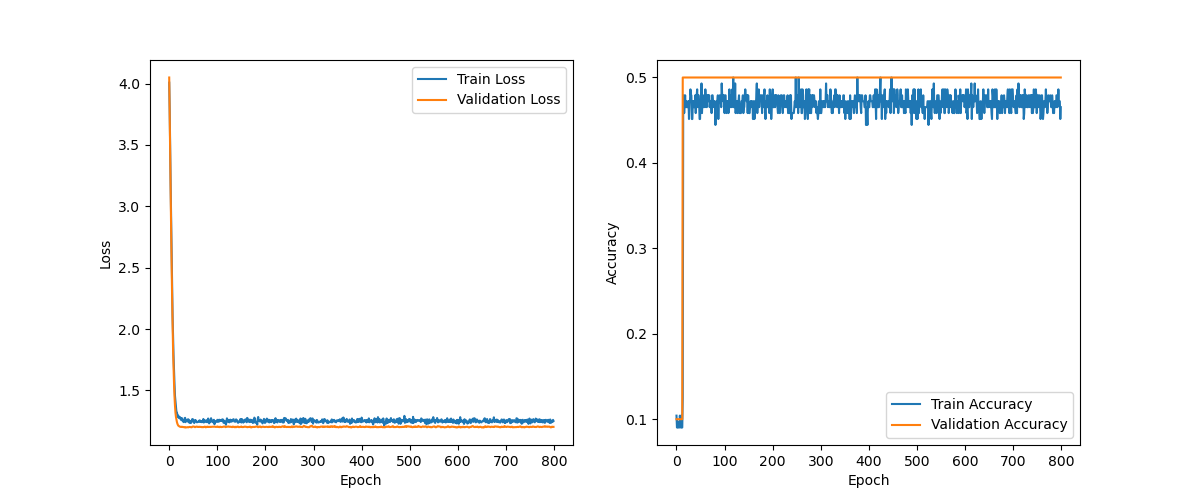 4.0
3.5
3.0
2.5
2.0
1.5
Loss
0 100 200 300 400 500 600 700 800
Epoch
Train Loss
Validation Loss
0.5
0.4
0.3
0.2
0.1
Accuracy
0 100 200 300 400 500 600 700 800
Epoch
Train Accuracy
Validation Accuracy